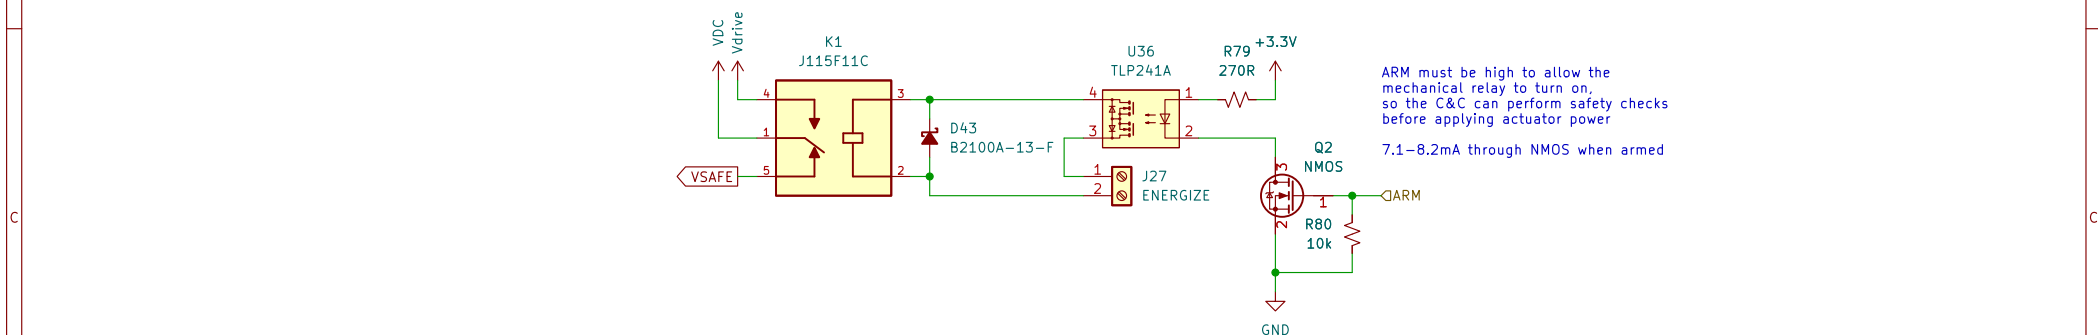 VDC
Vdrive
K1
J115F11C
4
1
5
VSAFE
3
2
D43
B2100A-13-F
U36
TLP241A
4
3
1
2
R79
270R
+3.3V
1
2
J27
ENERGIZE
Q2
NMOS
3
1
2
ARM
R80
10k
GND
ARM must be high to allow the
mechanical relay to turn on,
so the C&C can perform safety checks
before applying actuator power
7.1-8.2mA through NMOS when armed
C
C